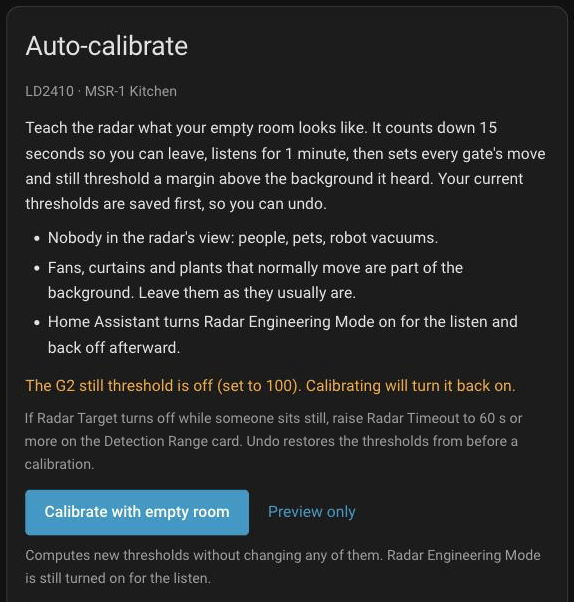 Auto-calibrate
LD2410 · MSR-1 Kitchen
Teach the radar what your empty room looks like. It counts down 15
seconds so you can leave, listens for 1 minute, then sets every gate's move
and still threshold a margin above the background it heard. Your current
thresholds are saved first, so you can undo.
• Nobody in the radar's view: people, pets, robot vacuums.
• Fans, curtains and plants that normally move are part of the
background. Leave them as they usually are.
• Home Assistant turns Radar Engineering Mode on for the listen and
back off afterward.
The G2 still threshold is off (set to 100). Calibrating will turn it back on.
If Radar Target turns off while someone sits still, raise Radar Timeout to 60 s or
more on the Detection Range card. Undo restores the thresholds from before a
calibration.
Calibrate with empty room Preview only
Computes new thresholds without changing any of them. Radar Engineering Mode
is still turned on for the listen.